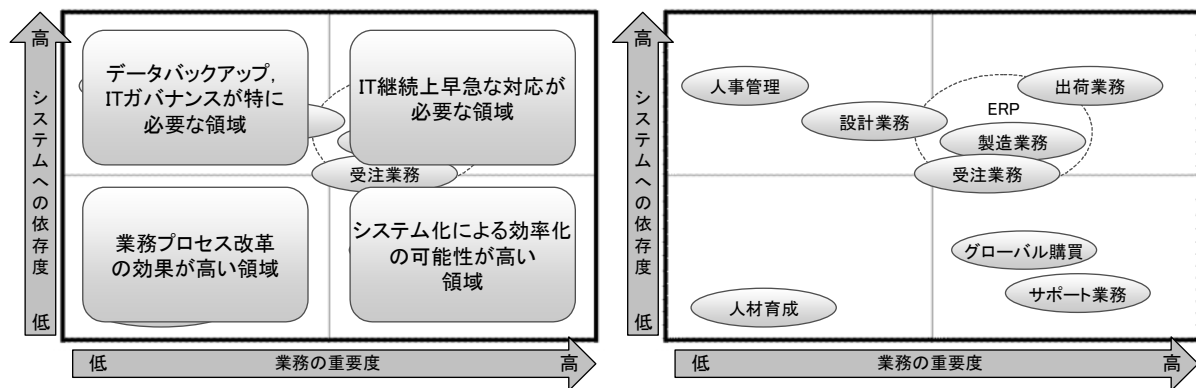 高
システムへの依存度
低
データバックアップ,
ITガバナンスが特に
必要な領域
IT継続上早急な対応が
必要な領域
受注業務
業務プロセス改革
の効果が高い領域
システム化による効率化
の可能性が高い
領域
低
業務の重要度
高
高
システムへの依存度
低
人事管理
設計業務
ERP
出荷業務
製造業務
受注業務
グローバル購買
サポート業務
人材育成
低
業務の重要度
高